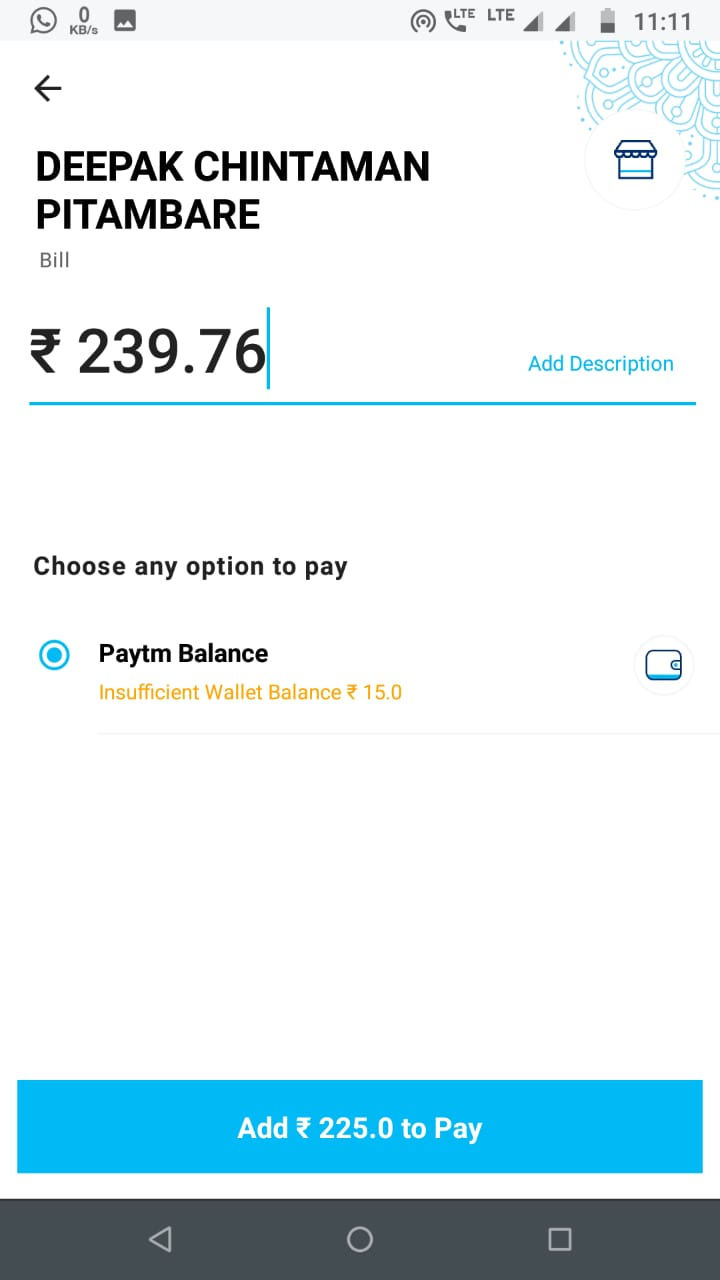 0
KB/s
LTE LTE 11:11
DEEPAK CHINTAMAN
PITAMBARE
Bill
₹ 239.76
Add Description
Choose any option to pay
Paytm Balance
Insufficient Wallet Balance ₹ 15.0
Add ₹ 225.0 to Pay